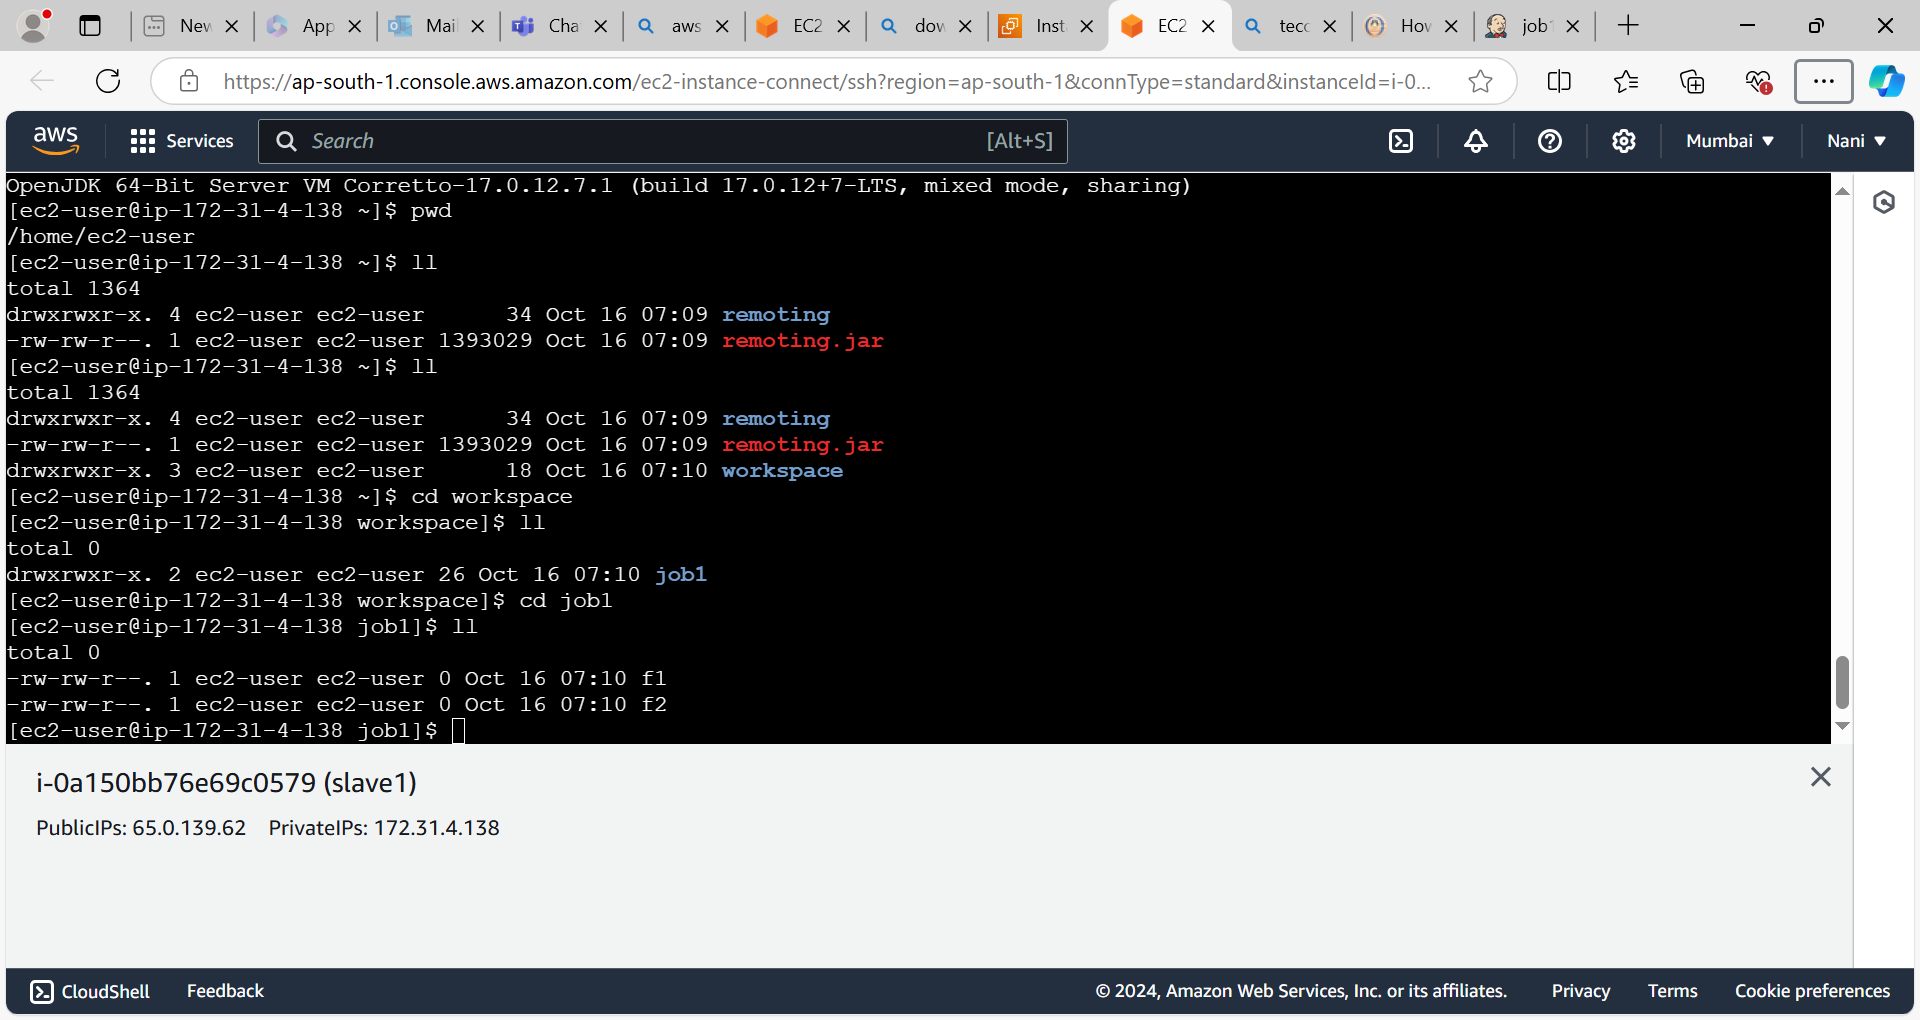 New
App
Mai
Cha
aws
EC2
dow
Inst
EC2
tecc
How
job
https://ap-south-1.console.aws.amazon.com/ec2-instance-connect/ssh?region=ap-south-1&connType=standard&instanceId=i-0...
aws
Services
Search
[Alt+S]
Mumbai
Nani
OpenJDK 64-Bit Server VM Corretto-17.0.12.7.1 (build 17.0.12+7-LTS, mixed mode, sharing)
[ec2-user@ip-172-31-4-138 ~]$ pwd
/home/ec2-user
[ec2-user@ip-172-31-4-138 ~]$ ll
total 1364
drwxrwxr-x. 4 ec2-user ec2-user      34 Oct 16 07:09 remoting
-rw-rw-r--. 1 ec2-user ec2-user 1393029 Oct 16 07:09 remoting.jar
[ec2-user@ip-172-31-4-138 ~]$ ll
total 1364
drwxrwxr-x. 4 ec2-user ec2-user      34 Oct 16 07:09 remoting
-rw-rw-r--. 1 ec2-user ec2-user 1393029 Oct 16 07:09 remoting.jar
drwxrwxr-x. 3 ec2-user ec2-user      18 Oct 16 07:10 workspace
[ec2-user@ip-172-31-4-138 ~]$ cd workspace
[ec2-user@ip-172-31-4-138 workspace]$ ll
total 0
drwxrwxr-x. 2 ec2-user ec2-user 26 Oct 16 07:10 job1
[ec2-user@ip-172-31-4-138 workspace]$ cd job1
[ec2-user@ip-172-31-4-138 job1]$ ll
total 0
-rw-rw-r--. 1 ec2-user ec2-user 0 Oct 16 07:10 f1
-rw-rw-r--. 1 ec2-user ec2-user 0 Oct 16 07:10 f2
[ec2-user@ip-172-31-4-138 job1]$
i-0a150bb76e69c0579 (slave1)
PublicIPs: 65.0.139.62    PrivateIPs: 172.31.4.138
CloudShell
Feedback
© 2024, Amazon Web Services, Inc. or its affiliates.
Privacy
Terms
Cookie preferences